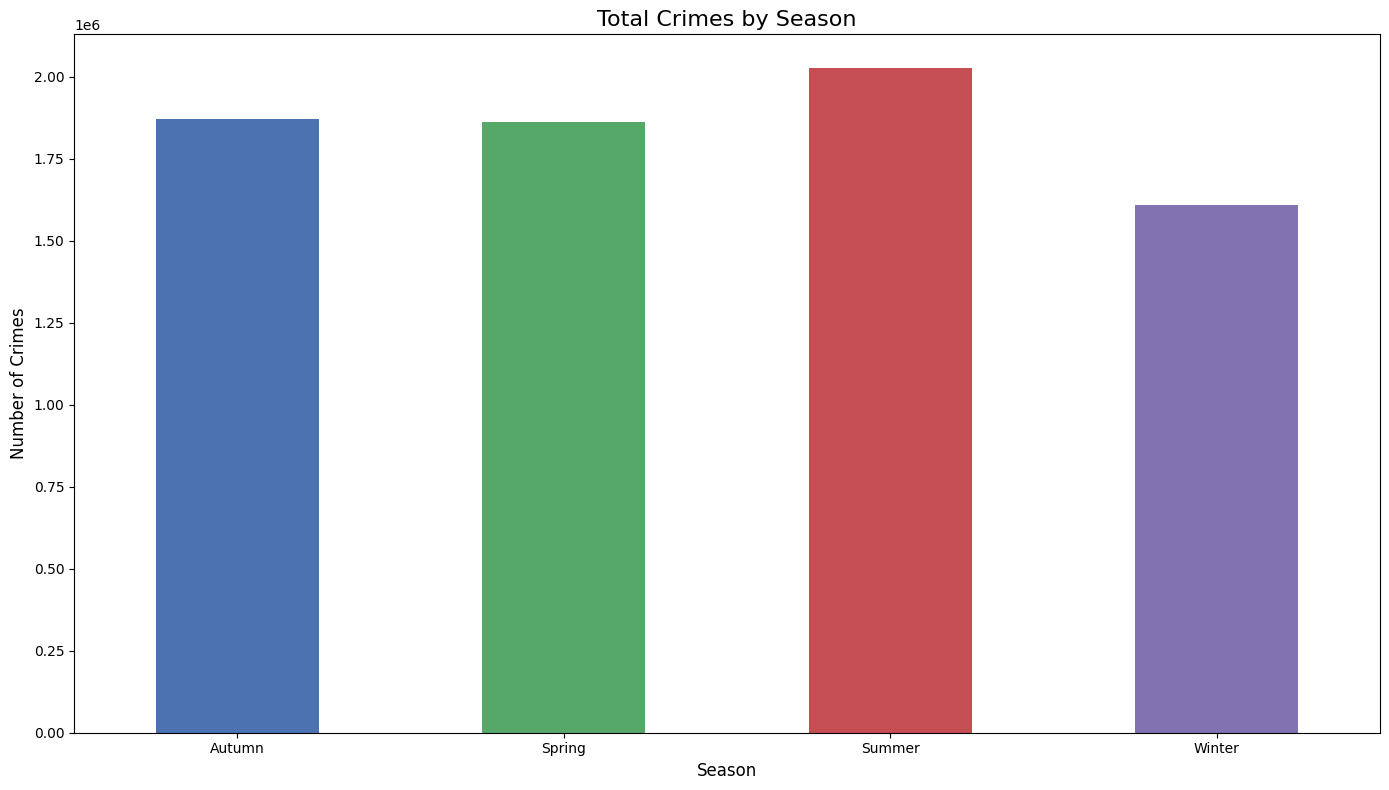 Total Crimes by Season
1e6
2.00
1.75
1.50
1.25
1.00
0.75
0.50
0.25
0.00
Number of Crimes
Autumn Spring Summer Winter
Season